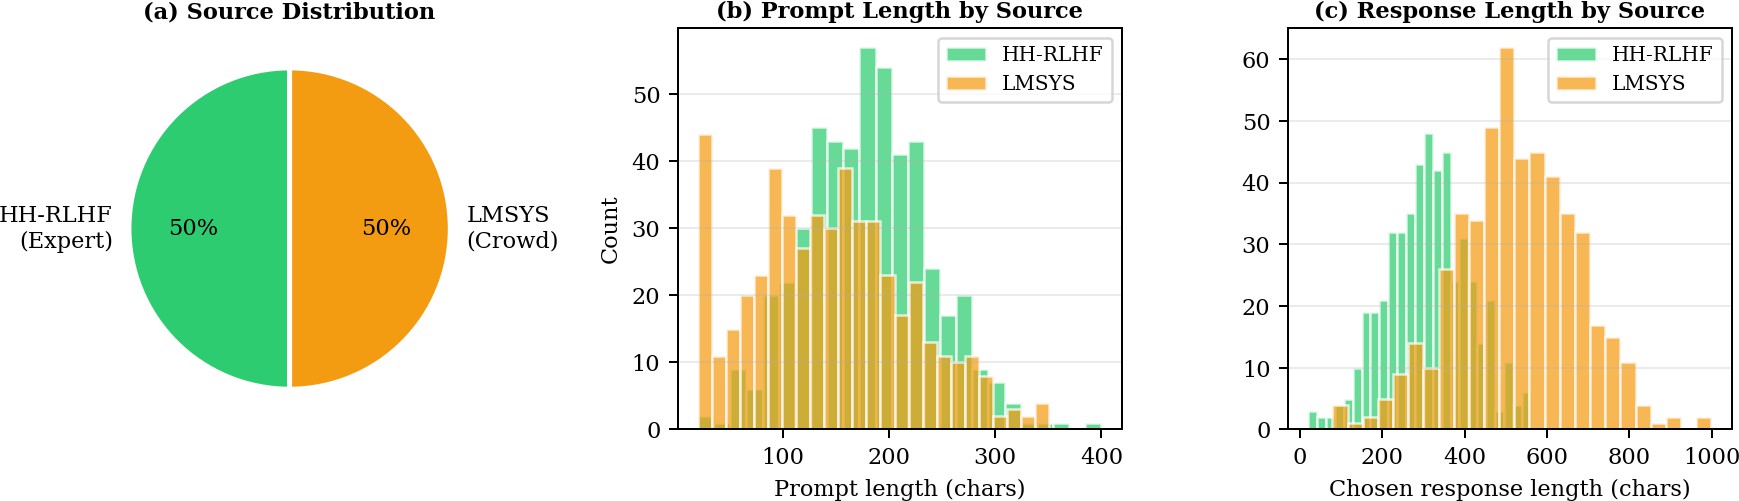 (a) Source Distribution
HH-RLHF
(Expert)
50%
50%
LMSYS
(Crowd)
(b) Prompt Length by Source
HH-RLHF
LMSYS
Count
50
40
30
20
10
0
100 200 300 400
Prompt length (chars)
(c) Response Length by Source
HH-RLHF
LMSYS
60
50
40
30
20
10
0
0 200 400 600 800 1000
Chosen response length (chars)